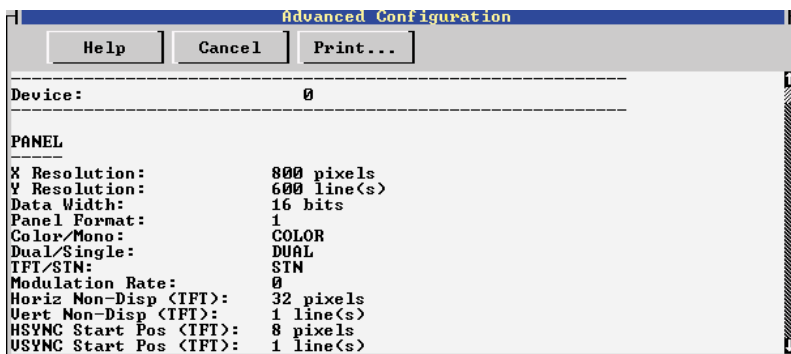 Advanced Configuration
Help Cancel Print...
------------------------------------------------------------------------
Device: 0
------------------------------------------------------------------------
PANEL
-----
X Resolution: 800 pixels
Y Resolution: 600 line(s)
Data Width: 16 bits
Panel Format: 1
Color/Mono: COLOR
Dual/Single: DUAL
TFT/STN: STN
Modulation Rate: 0
Horiz Non-Disp (TFT): 32 pixels
Vert Non-Disp (TFT): 1 line(s)
HSYNC Start Pos (TFT): 8 pixels
VSYNC Start Pos (TFT): 1 line(s)